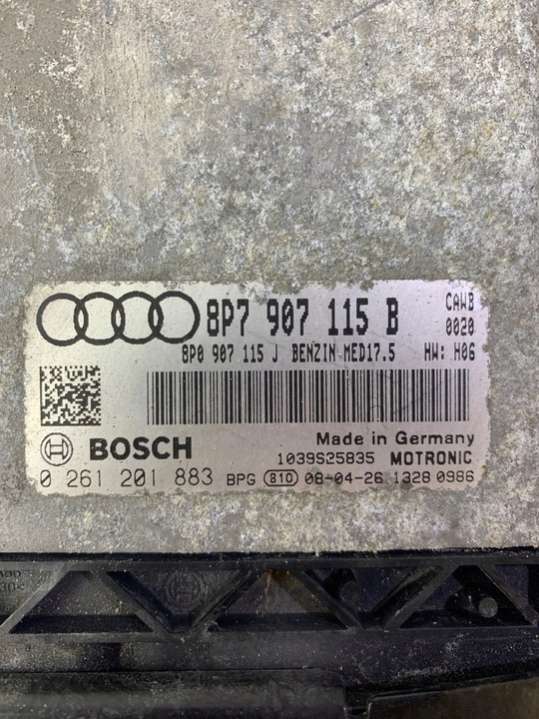 8P7 907 115 B CAWB
0020
8P0 907 115 J BENZIN MED17.5 HW: H06
BOSCH Made in Germany
1039S25835 MOTRONIC
0 261 201 883 BPG 810 08-04-26 1328 0986